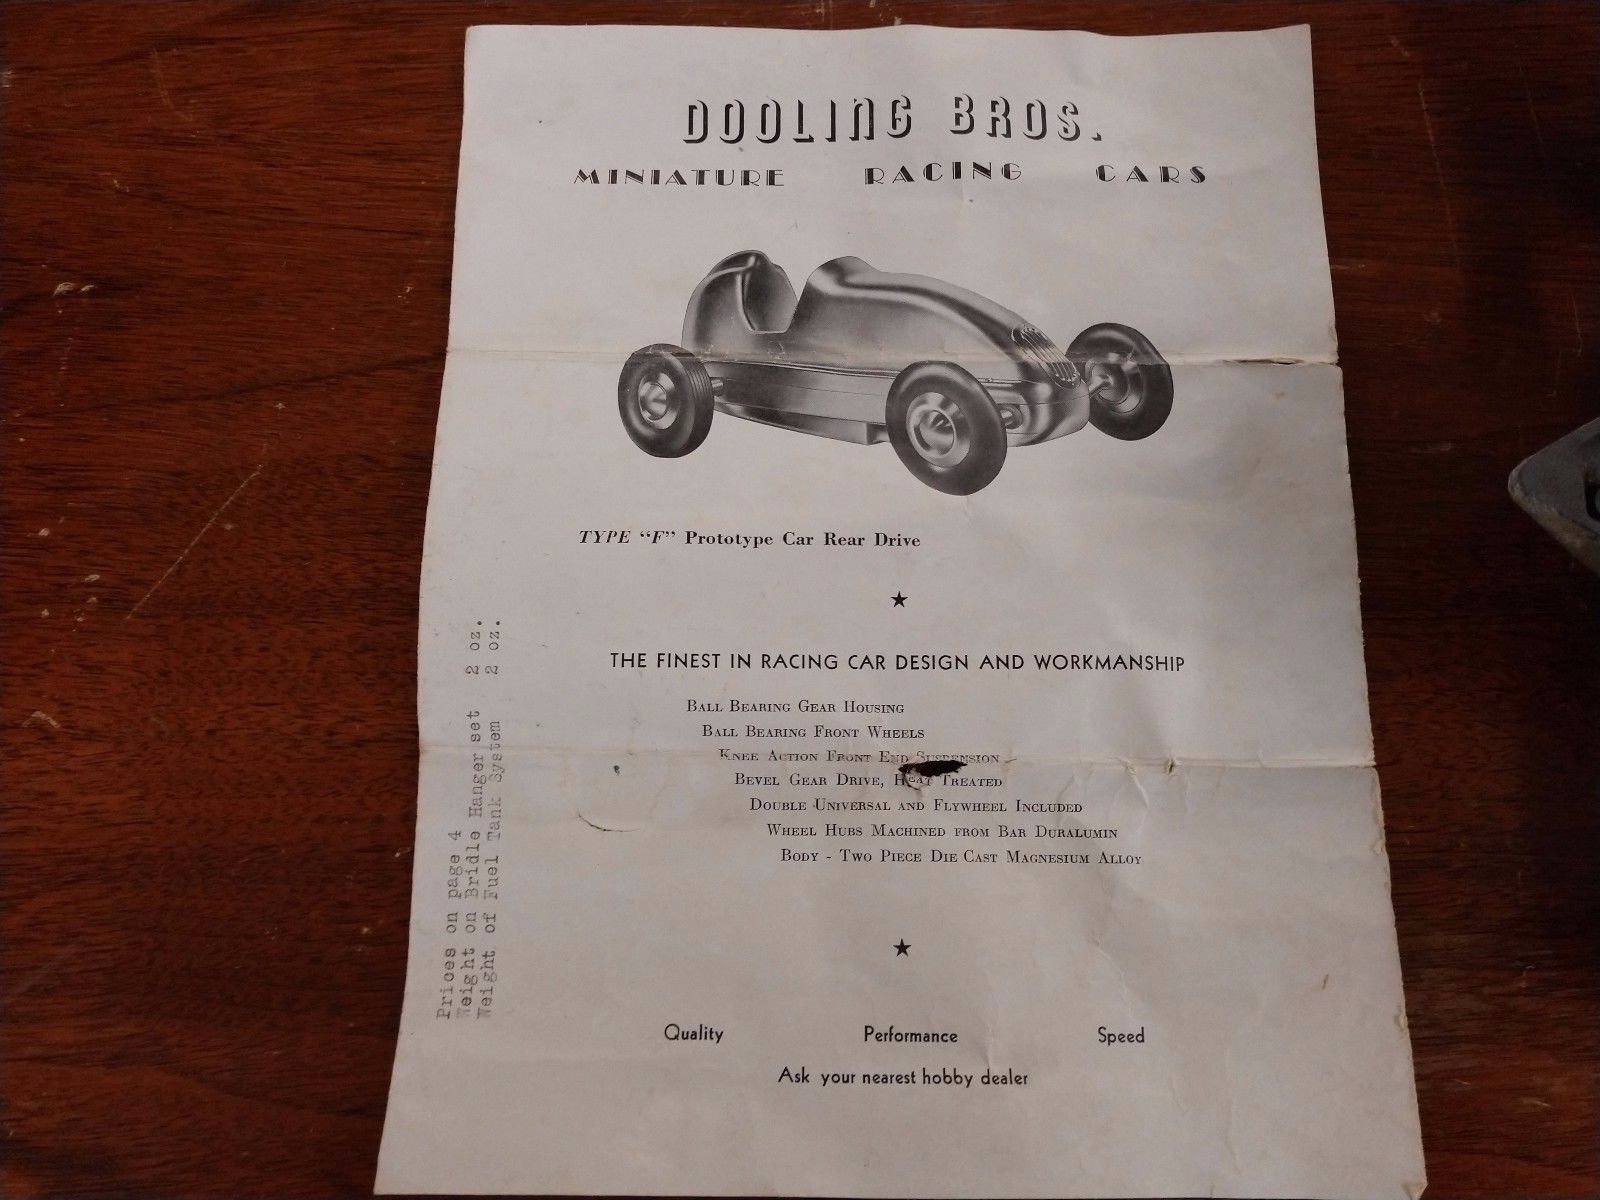 DOOLING BROS.
MINIATURE RACING CARS
TYPE "F" Prototype Car Rear Drive
THE FINEST IN RACING CAR DESIGN AND WORKMANSHIP
BALL BEARING GEAR HOUSING
BALL BEARING FRONT WHEELS
KNEE ACTION FRONT END SUSPENSION
BEVEL GEAR DRIVE, HEAT TREATED
DOUBLE UNIVERSAL AND FLYWHEEL INCLUDED
WHEEL HUBS MACHINED FROM BAR DURALUMIN
BODY - TWO PIECE DIE CAST MAGNESIUM ALLOY
Quality Performance Speed
Ask your nearest hobby dealer
Prices on page 4
Weight on Bridle Hanger set 2 oz.
Weight of Fuel Tank System 2 oz.